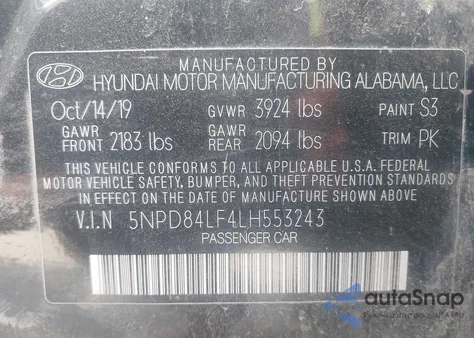 MANUFACTURED BY
HYUNDAI MOTOR MANUFACTURING ALABAMA, LLC
Oct/14/19 GVWR 3924 lbs PAINT S3
GAWR FRONT 2183 lbs GAWR REAR 2094 lbs TRIM PK
THIS VEHICLE CONFORMS TO ALL APPLICABLE U.S.A. FEDERAL
MOTOR VEHICLE SAFETY, BUMPER, AND THEFT PREVENTION
STANDARDS IN EFFECT ON THE DATE OF MANUFACTURE SHOWN ABOVE.
V.I.N 5NPD84LF4LH553243
PASSENGER CAR
autaSnap